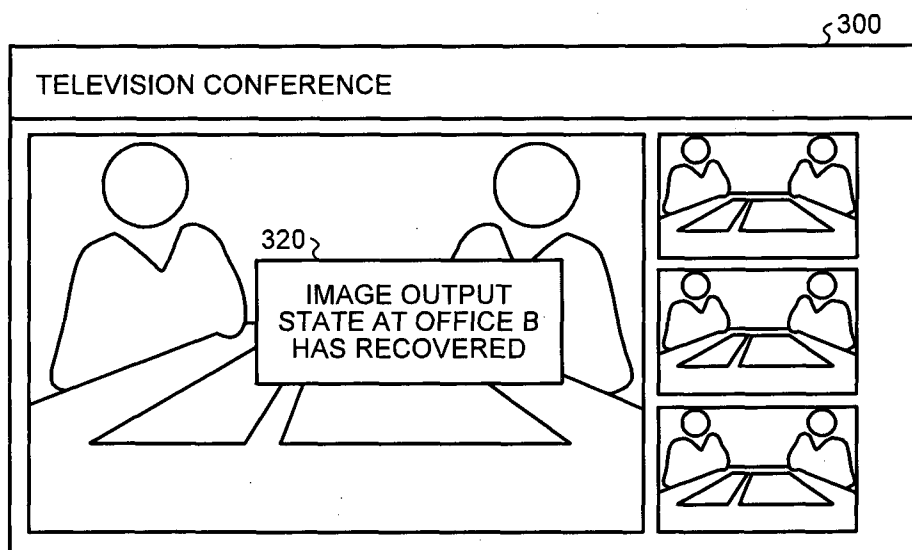 300
TELEVISION CONFERENCE
320
IMAGE OUTPUT
STATE AT OFFICE B
HAS RECOVERED